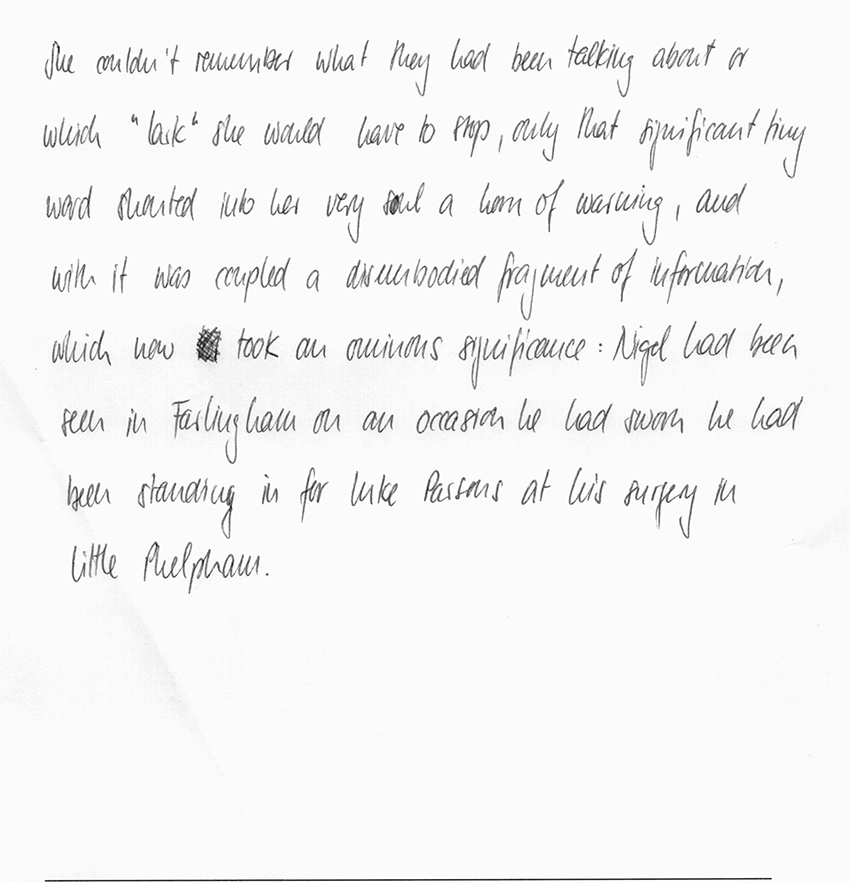 She couldn't remember what they had been talking about or
which "lark" she would have to stop, only that significant tiny
word shouted into her very soul a horn of warning, and
with it was coupled a disembodied fragment of information,
which now took on ominous significance: Nigel had been
seen in Farlingham on an occasion he had sworn he had
been standing in for Luke Parsons at his surgery in
little Phelpham.